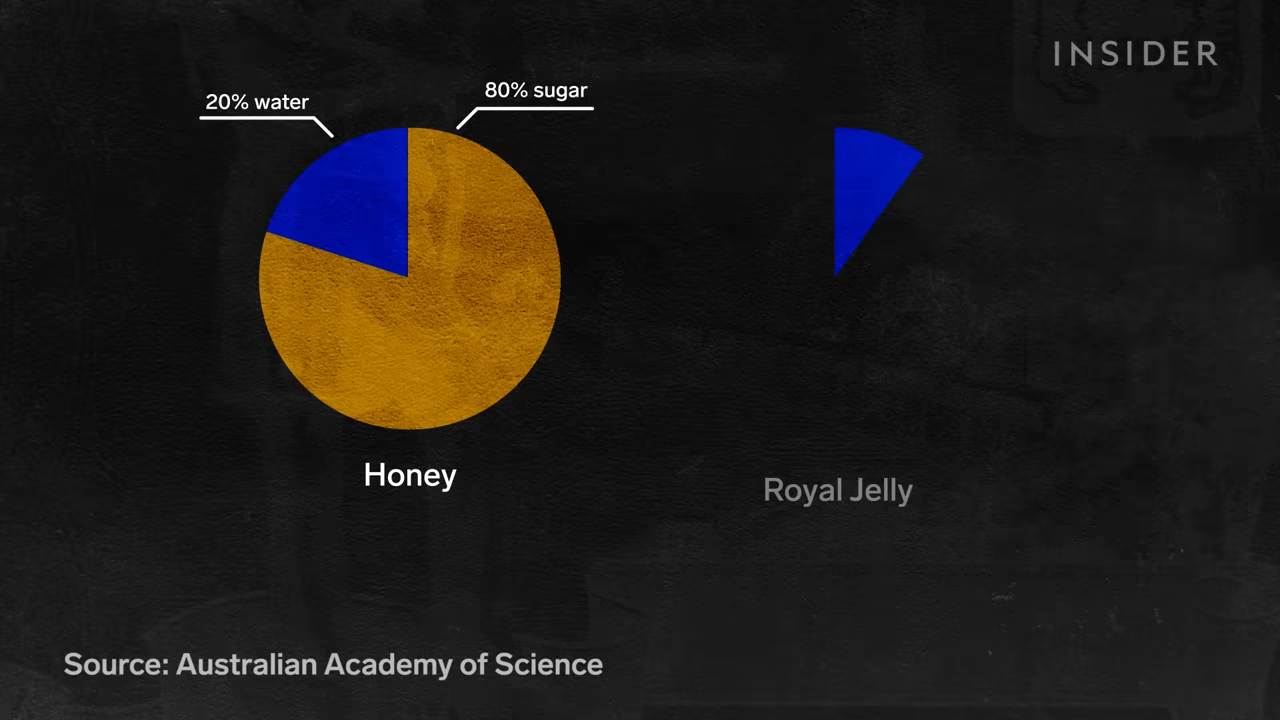 INSIDER
20% water
80% sugar
Honey
Royal Jelly
Source: Australian Academy of Science